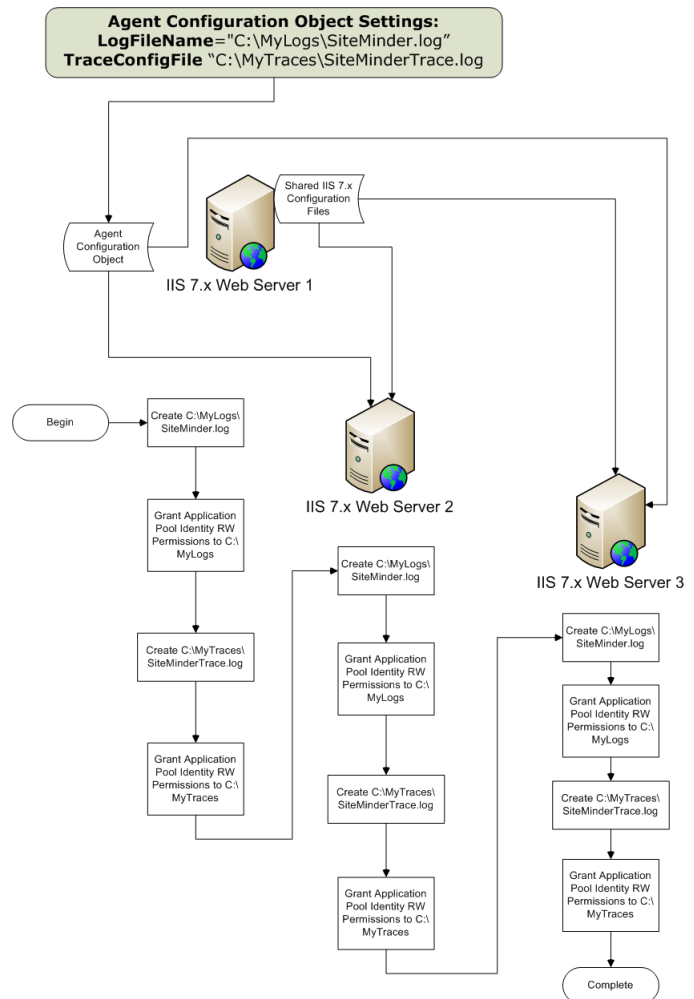 Agent Configuration Object Settings:
LogFileName="C:\MyLogs\SiteMinder.log”
TraceConfigFile “C:\MyTraces\SiteMinderTrace.log
Agent
Configuration
Object
Shared IIS 7.x
Configuration
Files
IIS 7.x Web Server 1
IIS 7.x Web Server 2
IIS 7.x Web Server 3
Begin
Create C:\MyLogs\
SiteMinder.log
Grant Application
Pool Identity RW
Permissions to C:\
MyLogs
Create C:\MyTraces\
SiteMinderTrace.log
Grant Application
Pool Identity RW
Permissions to C:\
MyTraces
Create C:\MyLogs\
SiteMinder.log
Grant Application
Pool Identity RW
Permissions to C:\
MyLogs
Create C:\MyTraces\
SiteMinderTrace.log
Grant Application
Pool Identity RW
Permissions to C:\
MyTraces
Create C:\MyLogs\
SiteMinder.log
Grant Application
Pool Identity RW
Permissions to C:\
MyLogs
Create C:\MyTraces\
SiteMinderTrace.log
Grant Application
Pool Identity RW
Permissions to C:\
MyTraces
Complete